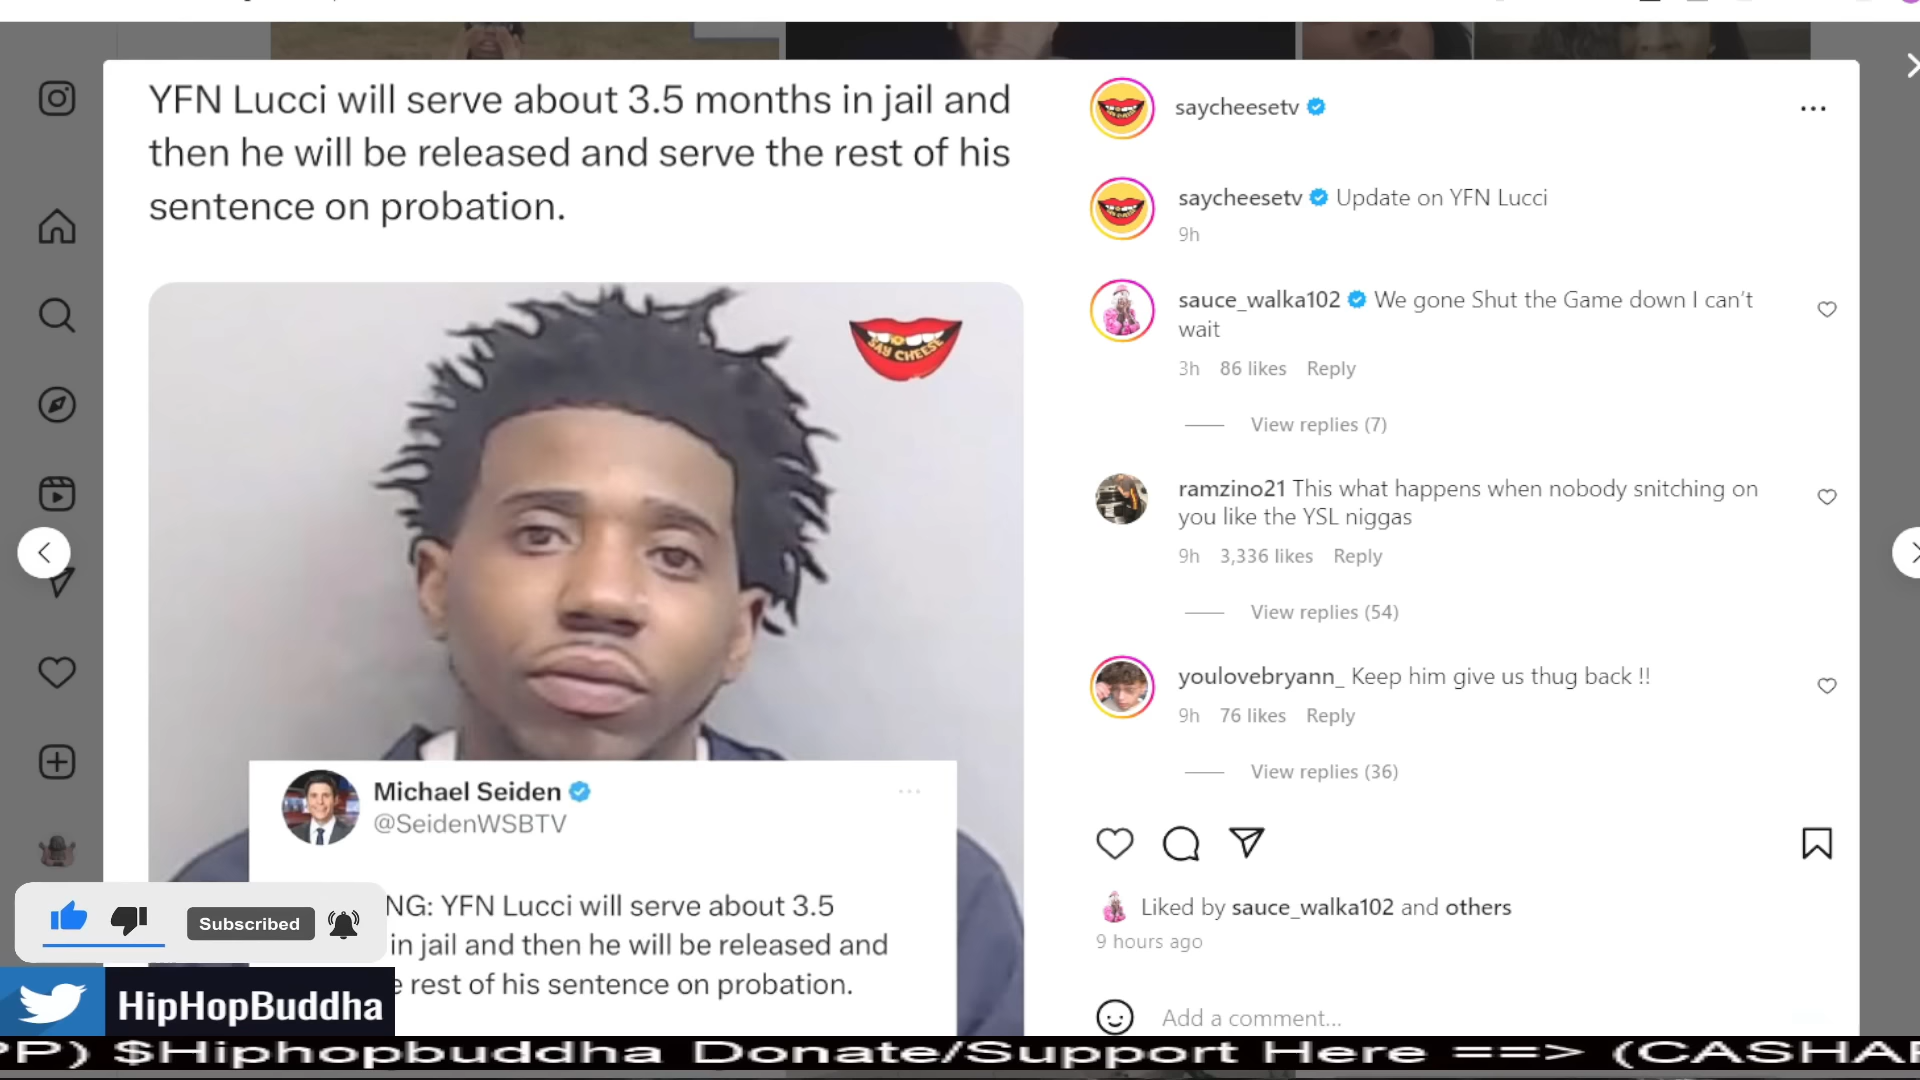 YFN Lucci will serve about 3.5 months in jail and
then he will be released and serve the rest of his
sentence on probation.
SAY CHEESE
Michael Seiden
@SeidenWSBTV
NG: YFN Lucci will serve about 3.5
in jail and then he will be released and
e rest of his sentence on probation.
saycheesetv
saycheesetv Update on YFN Lucci
9h
sauce_walka102 We gone Shut the Game down I can't
wait
3h 86 likes Reply
View replies (7)
ramzino21 This what happens when nobody snitching on
you like the YSL niggas
9h 3,336 likes Reply
View replies (54)
youlovebryann_ Keep him give us thug back !!
9h 76 likes Reply
View replies (36)
Liked by sauce_walka102 and others
9 hours ago
Add a comment...
Subscribed
HipHopBuddha
PP) $Hiphopbuddha Donate/Support Here ===> (CASHAP